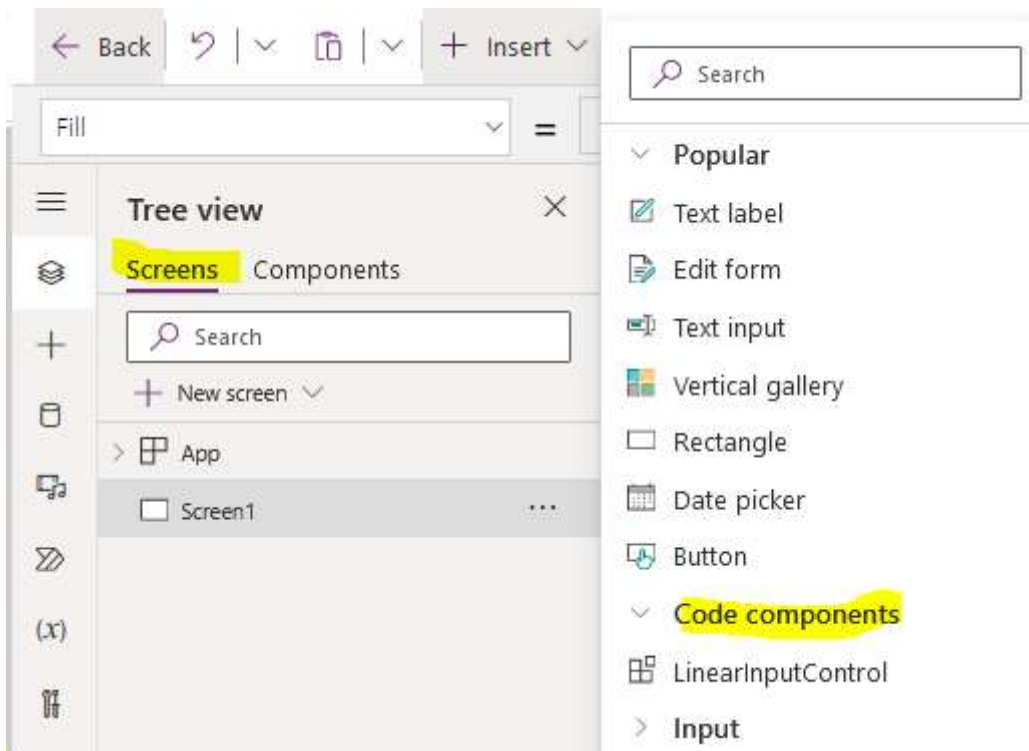 Back
Insert
Search
Fill
=
Popular
Tree view
Text label
Screens
Components
Edit form
Search
Text input
New screen
Vertical gallery
App
Rectangle
Screen1
...
Date picker
Button
Code components
(x)
LinearInputControl
Input